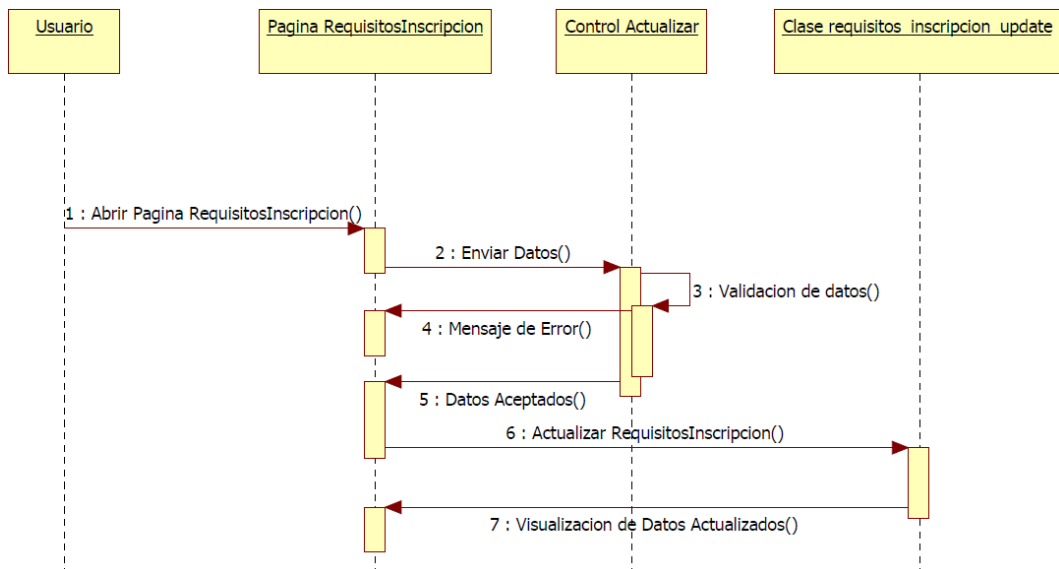 Usuario
Pagina RequisitosInscripcion
Control Actualizar
Clase requisitos_inscripcion_update
1 : Abrir Pagina RequisitosInscripcion()
2 : Enviar Datos()
3 : Validacion de datos()
4 : Mensaje de Error()
5 : Datos Aceptados()
6 : Actualizar RequisitosInscripcion()
7 : Visualizacion de Datos Actualizados()